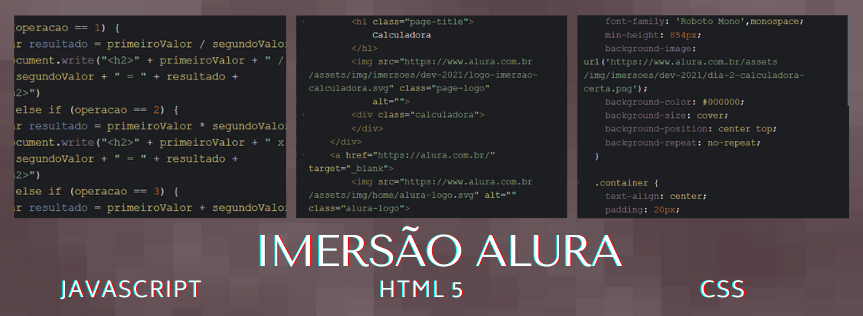 (operacao == 1) {
ar resultado = primeiroValor / segundoValo
ocument.write("<h2>" + primeiroValor + " /
segundoValor + " = " + resultado +
h2>")
else if (operacao == 2) {
ar resultado = primeiroValor * segundoValor
ocument.write("<h2>" + primeiroValor + " x
segundoValor + " = " + resultado +
h2>")
else if (operacao == 3) {
ar resultado = primeiroValor + segundoValor
<h1 class="page-title">
Calculadora
</h1>
<img src="https://www.alura.com.br
/assets/img/imersoes/dev-2021/logo-imersao-
calculadora.svg" class="page-logo"
alt="">
<div class="calculadora">
</div>
</div>
<a href="https://alura.com.br/"
target="_blank">
<img src="https://www.alura.com.br
/assets/img/home/alura-logo.svg" alt=""
class="alura-logo">
font-family: 'Roboto Mono',monospace;
min-height: 854px;
background-image:
url('https://www.alura.com.br/assets
/img/imersoes/dev-2021/dia-2-calculadora-
certa.png');
background-color: #000000;
background-size: cover;
background-position: center top;
background-repeat: no-repeat;
}
.container {
text-align: center;
padding: 20px;
IMERSÃO ALURA
JAVASCRIPT
HTML 5
CSS